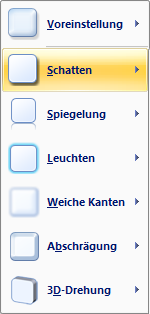 Voreinstellung
Schatten
Spiegelung
Leuchten
Weiche Kanten
Abschrägung
3D-Drehung